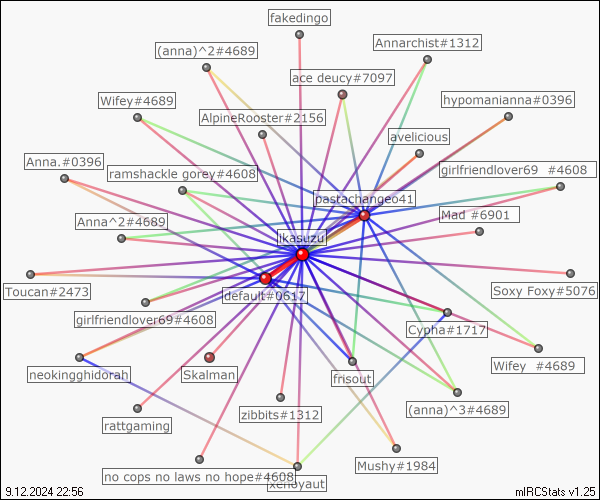 fakedingo
(anna)^2#4689
Annarchist#1312
ace deucy#7097
Wifey#4689
hypomanianna#0396
AlpineRooster#2156
avelicious
Anna.#0396
ramshackle gorey#4608
girlfriendlover69 #4608
pastachangeo41
Anna^2#4689
Mad #6901
Ikasuzu
Toucan#2473
default#0617
Soxy Foxy#5076
girlfriendlover69#4608
Cypha#1717
neokingghidorah
Skalman
frisout
Wifey #4689
rattgaming
zibbits#1312
(anna)^3#4689
no cops no laws no hope#4608
xenoyaut
Mushy#1984
9.12.2024 22:56
mIRCStats v1.25